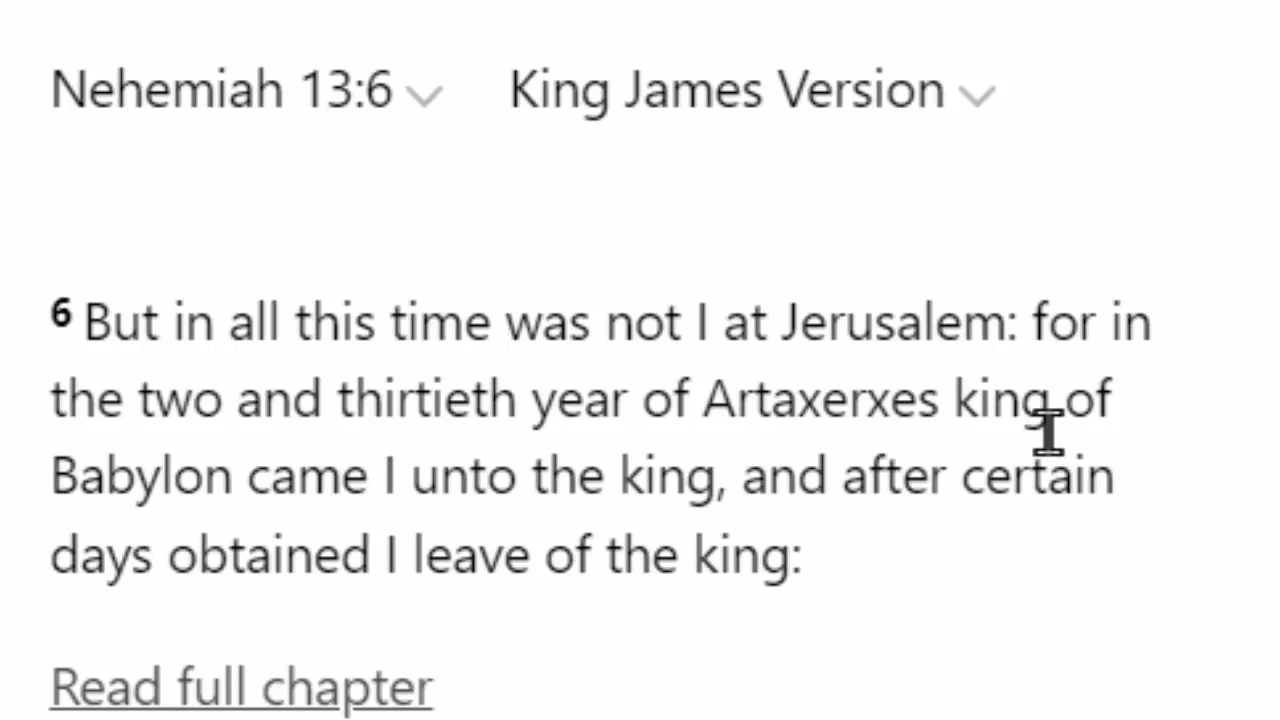 Nehemiah 13:6 King James Version
6 But in all this time was not I at Jerusalem: for in
the two and thirtieth year of Artaxerxes king of
Babylon came I unto the king, and after certain
days obtained I leave of the king:
Read full chapter